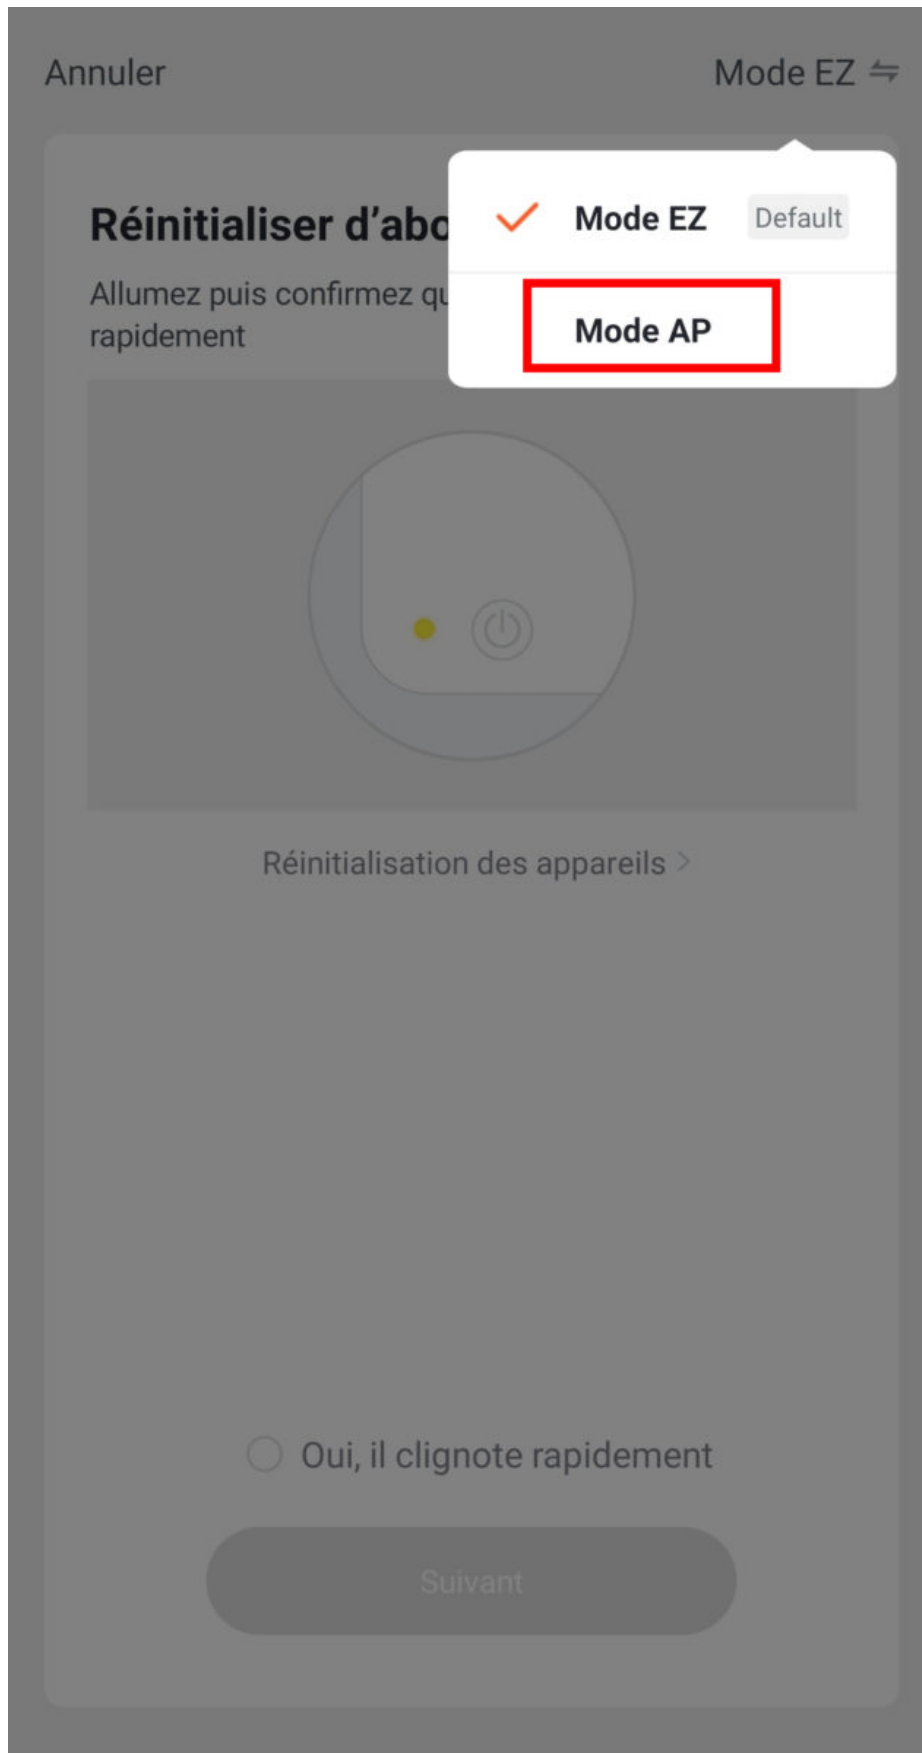 Annuler
Mode EZ
Mode EZ Default
Mode AP
Réinitialiser d’abo
Allumez puis confirmez qu
rapidement
Réinitialisation des appareils >
Oui, il clignote rapidement
Suivant